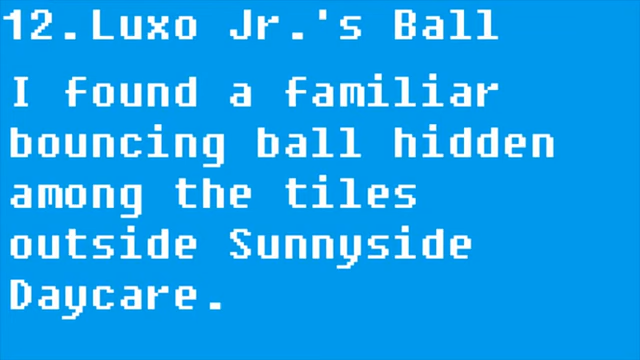 12.Luxo Jr.'s Ball
I found a familiar
bouncing ball hidden
among the tiles
outside Sunnyside
Daycare.